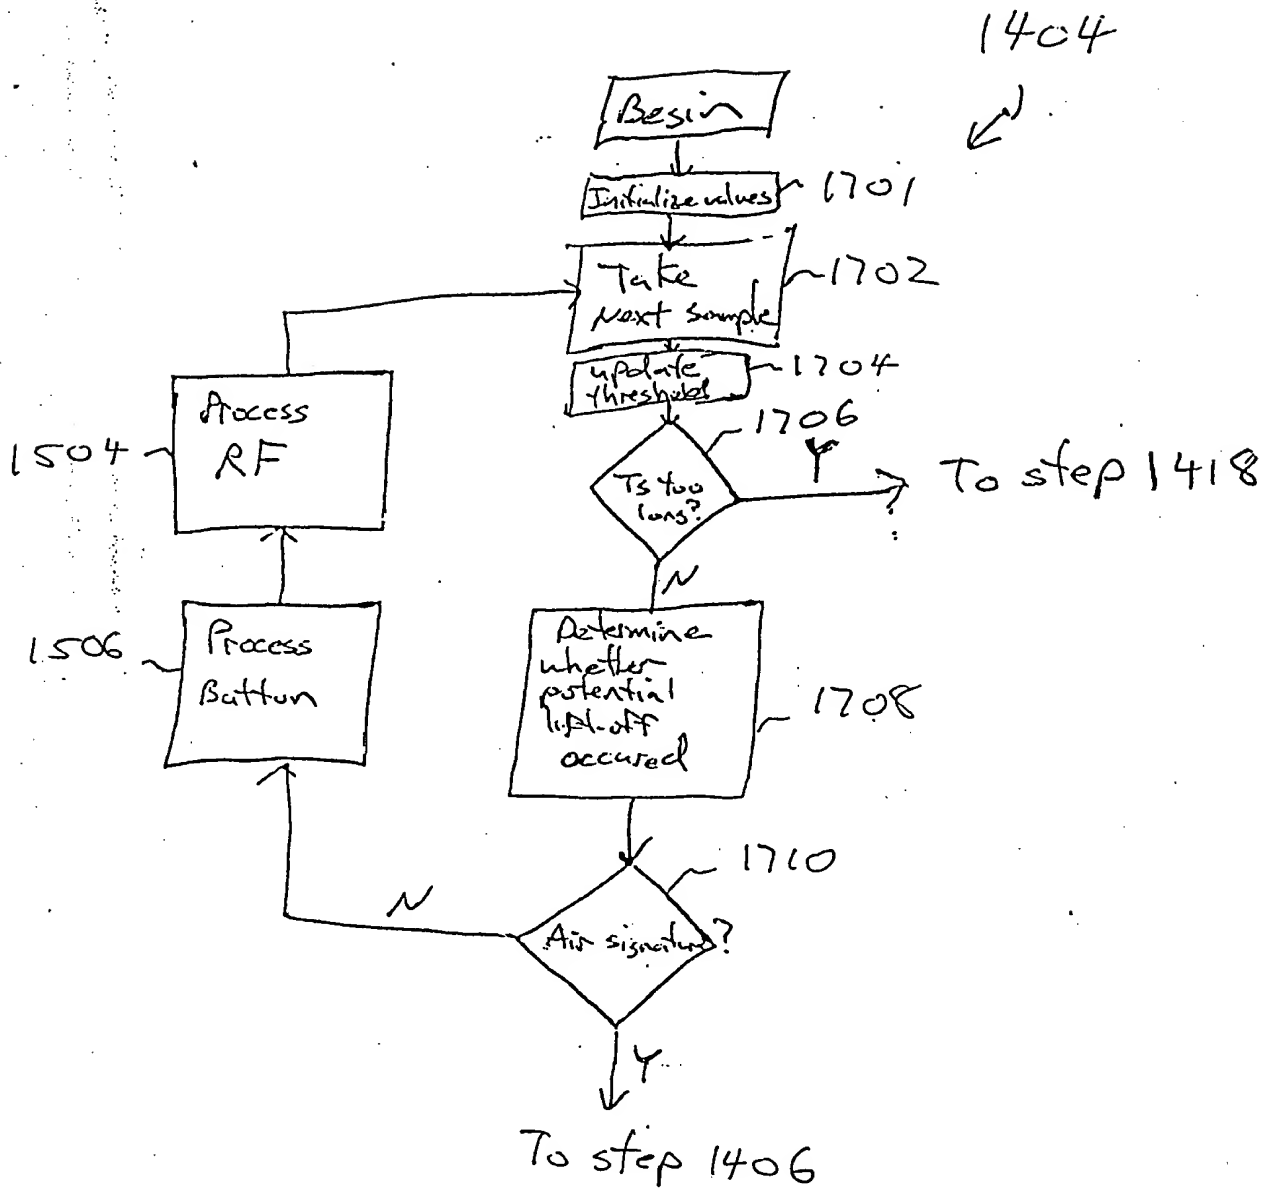 1404
Begin
Initialize values
1701
Take
Next Sample
1702
update
threshold
1704
1706
Ts too
long?
Y
To step 1418
N
Determine
whether
potential
lift-off
occured
1708
1710
Air signature?
N
Y
To step 1406
Process
RF
1504
Process
Button
1506